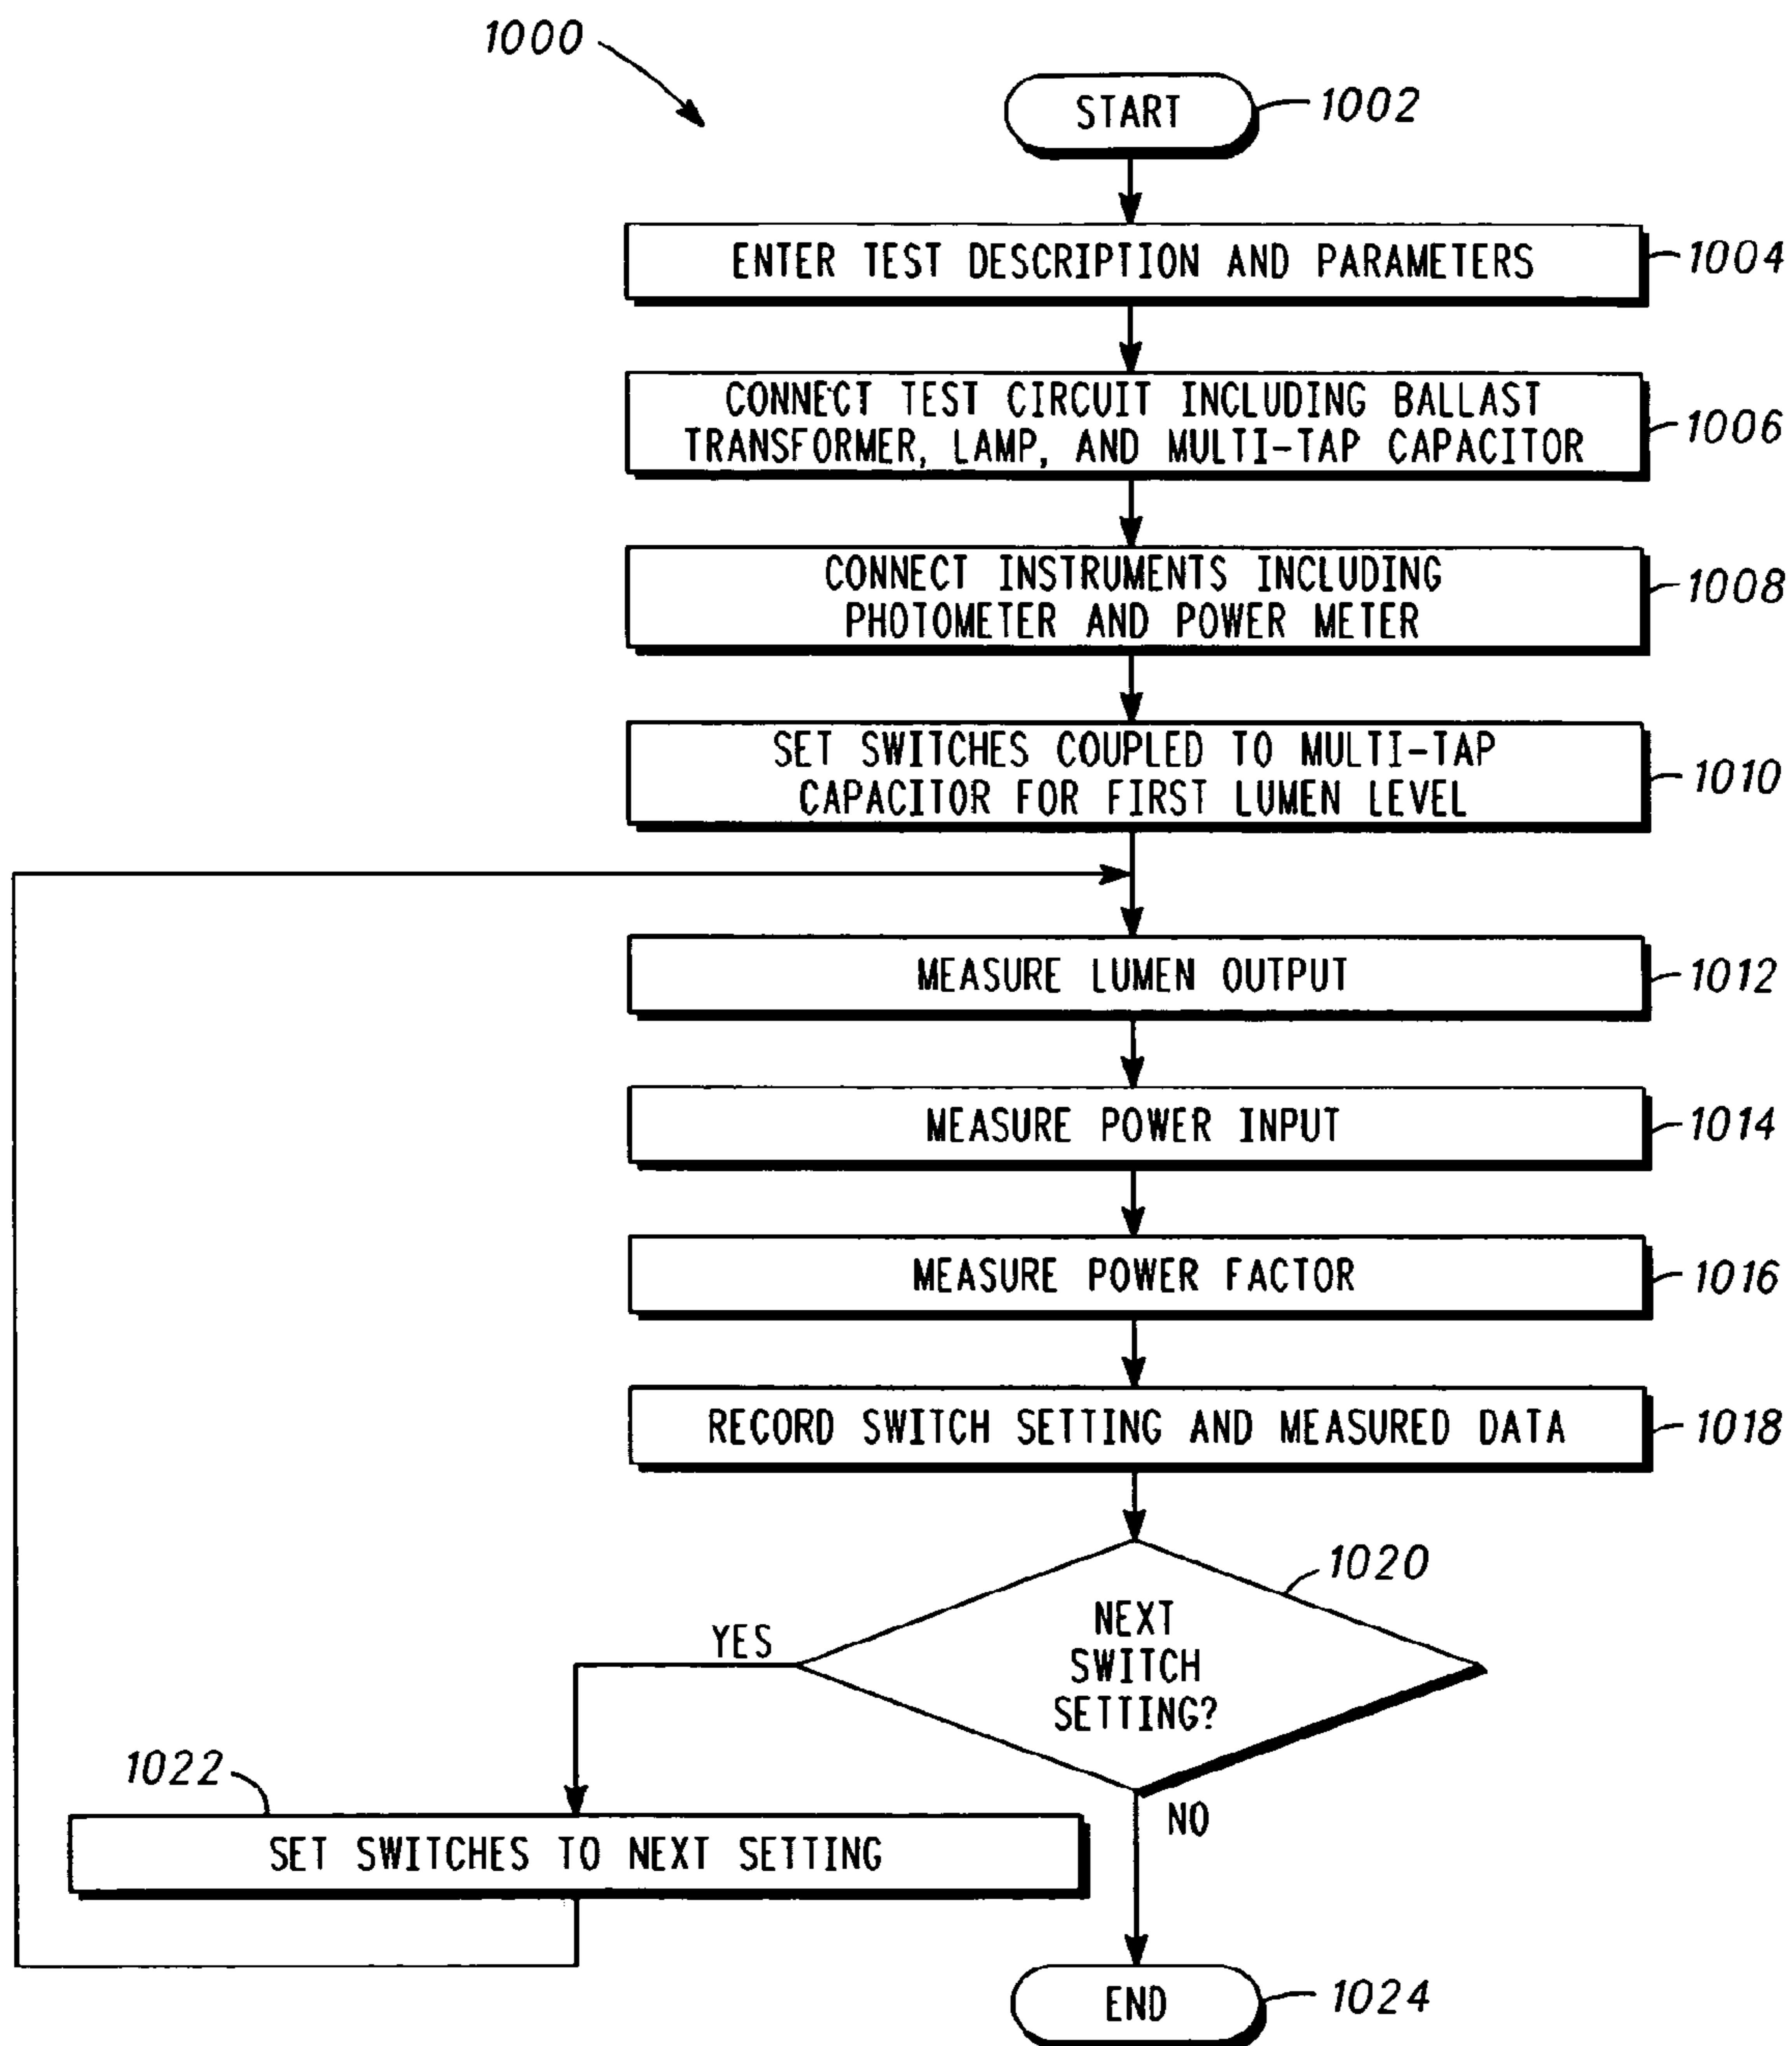 1000
START
1002
ENTER TEST DESCRIPTION AND PARAMETERS
1004
CONNECT TEST CIRCUIT INCLUDING BALLAST
TRANSFORMER, LAMP, AND MULTI-TAP CAPACITOR
1006
CONNECT INSTRUMENTS INCLUDING
PHOTOMETER AND POWER METER
1008
SET SWITCHES COUPLED TO MULTI-TAP
CAPACITOR FOR FIRST LUMEN LEVEL
1010
MEASURE LUMEN OUTPUT
1012
MEASURE POWER INPUT
1014
MEASURE POWER FACTOR
1016
RECORD SWITCH SETTING AND MEASURED DATA
1018
1020
NEXT
SWITCH
SETTING?
YES
NO
1022
SET SWITCHES TO NEXT SETTING
END
1024